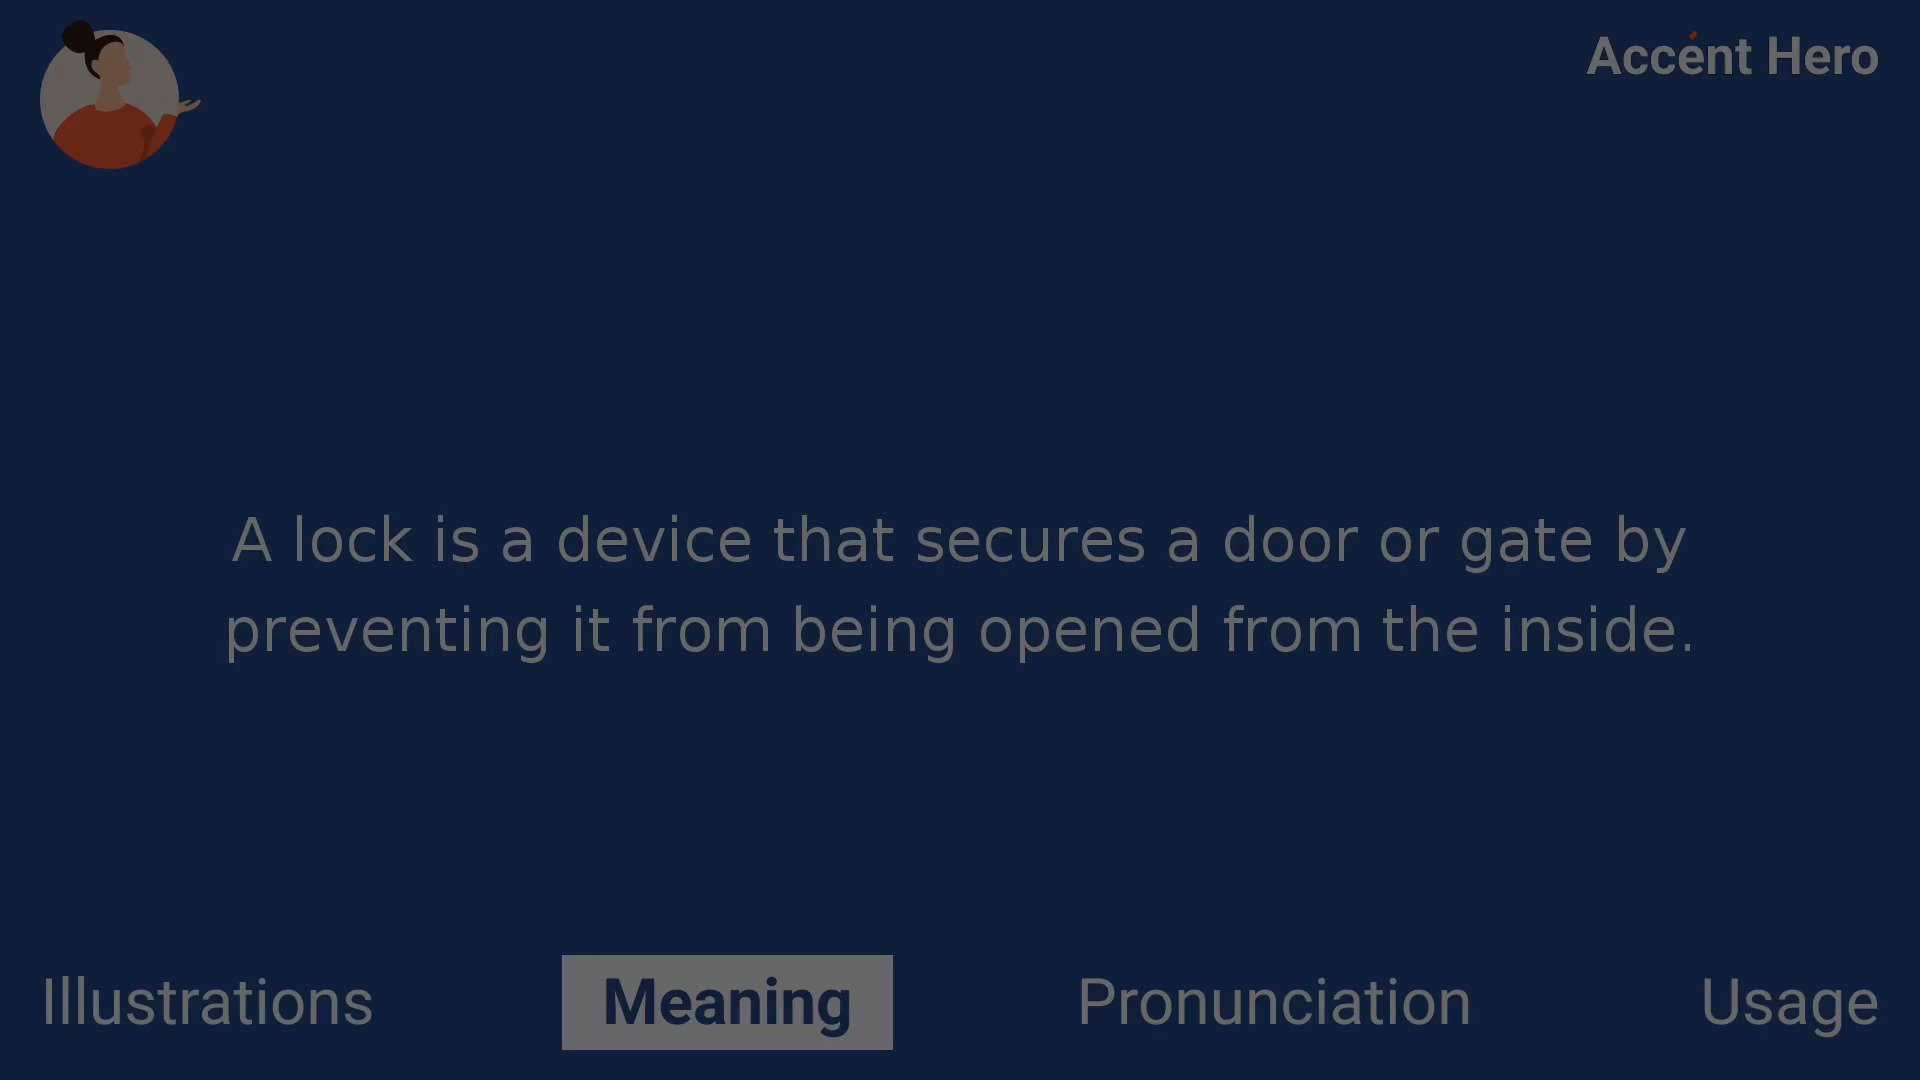 Accént Hero
A lock is a device that secures a door or gate by
preventing it from being opened from the inside.
Illustrations
Meaning
Pronunciation
Usage